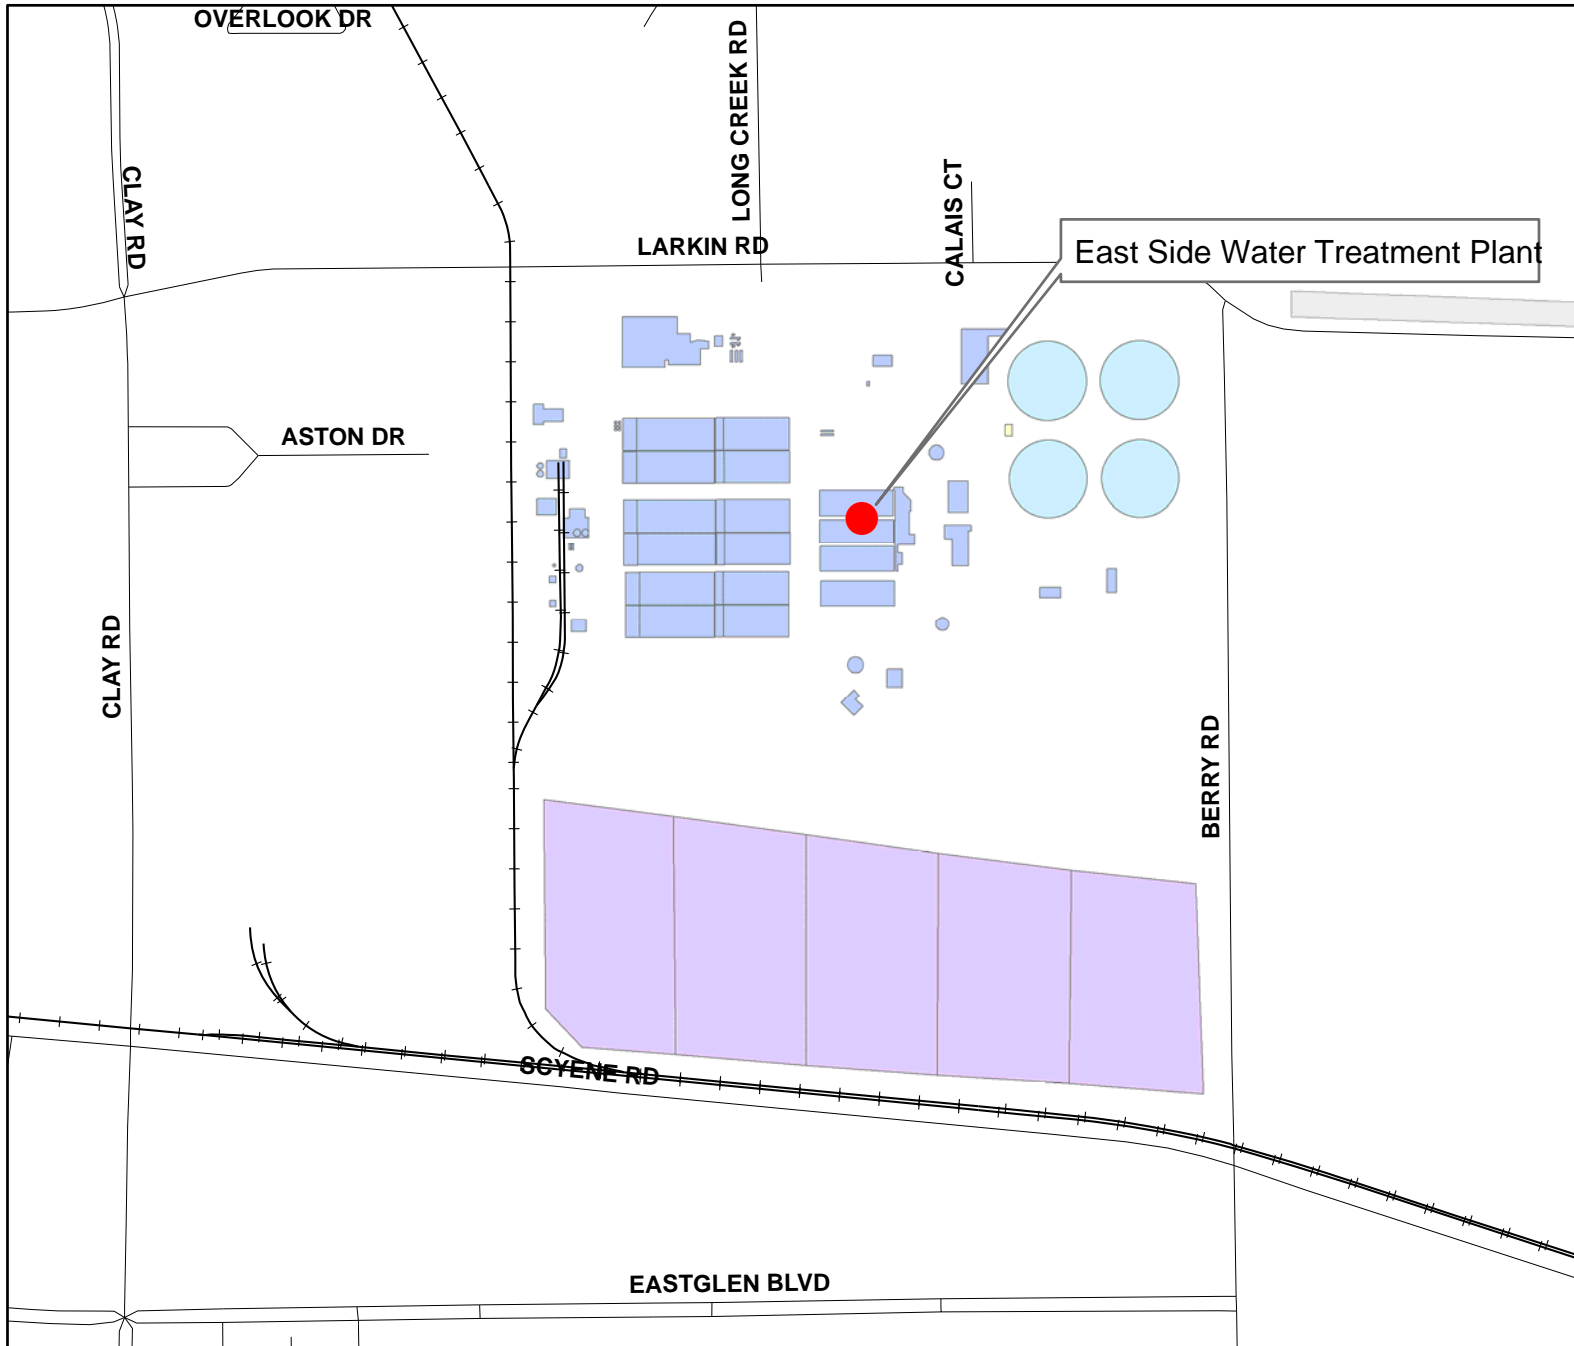 OVERLOOK DR
LONG CREEK RD
CLAY RD
CALAIS CT
LARKIN RD
East Side Water Treatment Plant
ASTON DR
CLAY RD
BERRY RD
SCYENE RD
EASTGLEN BLVD